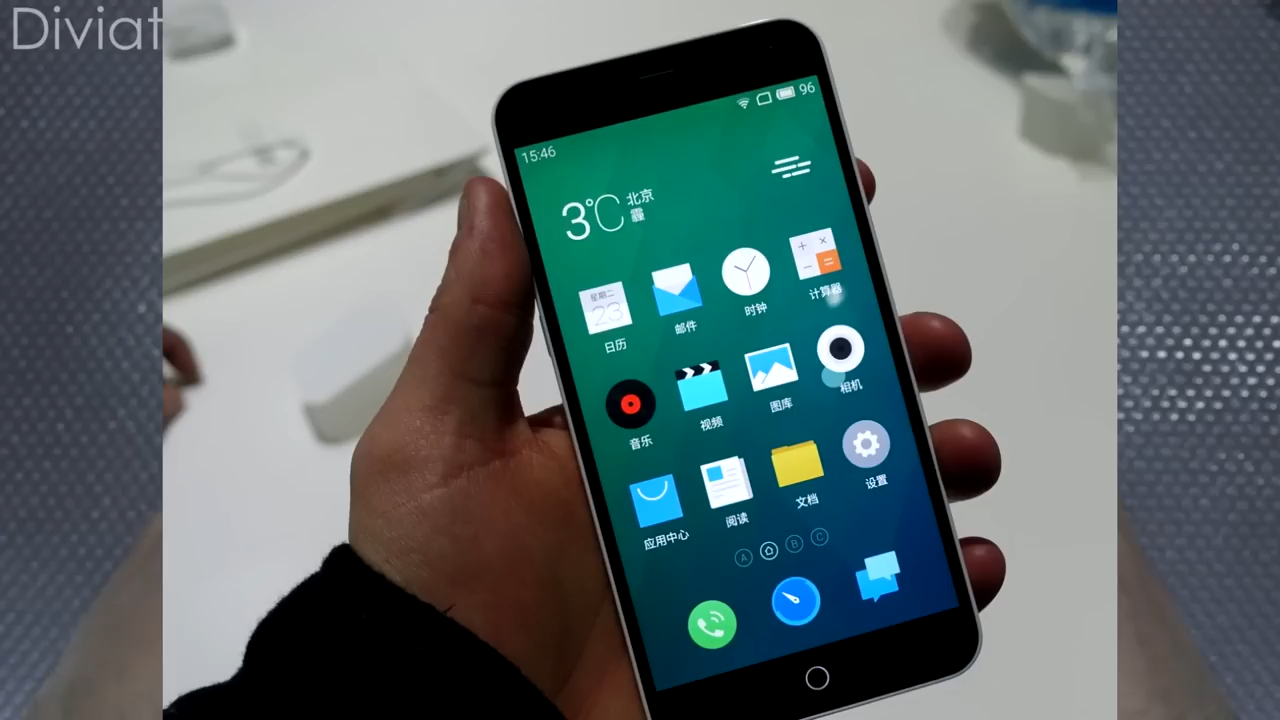 Diviat
15:46
96
3°C
北京
霾
星期二
23
日历
邮件
时钟
计算器
音乐
视频
图库
相机
应用中心
阅读
文档
设置
A
B
C